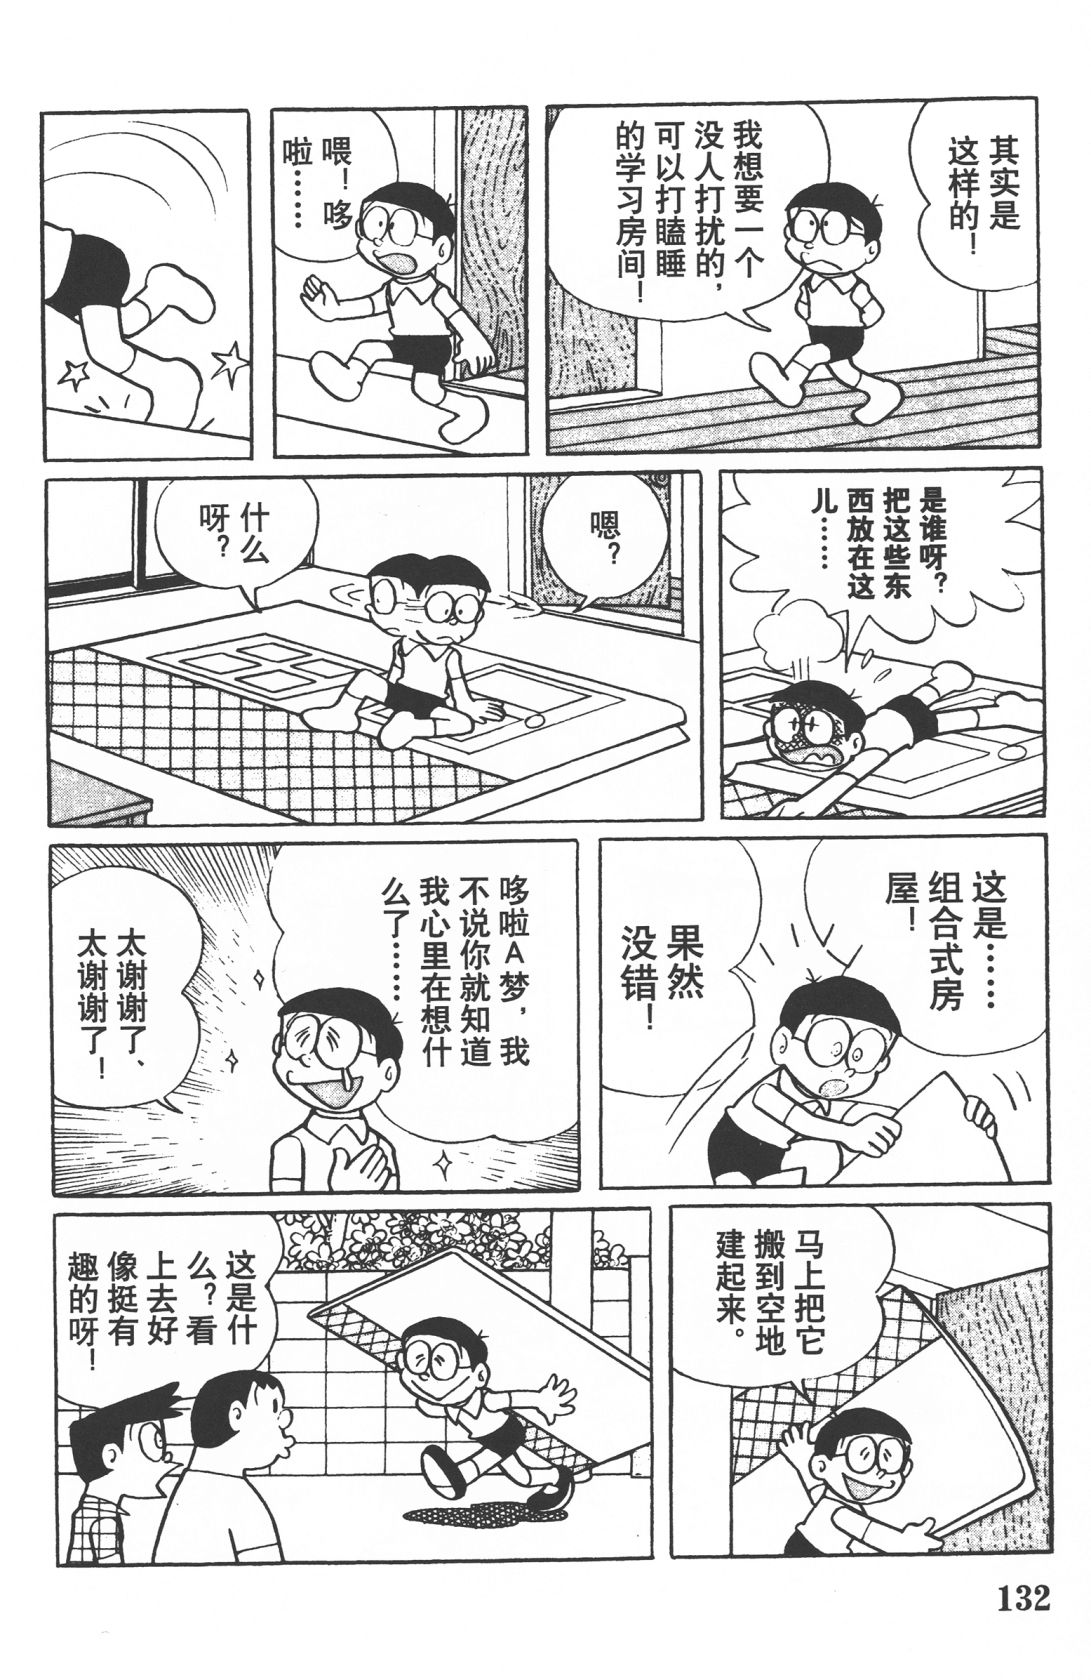 其实是
这样的！
我想要一个
没人打扰的，
可以打瞌睡
的学习房间！
喂！哆
啦……
是谁呀？
把这些东
西放在这
儿……
嗯？
什么
呀？
这是……
组合式房
屋！
果然
没错！
哆啦A梦，我
不说你就知道
我心里在想什
么了……
太谢谢了、
太谢谢了！
马上把它
搬到空地
建起来。
这是什
么？看
上去好
像挺有
趣的呀！
132